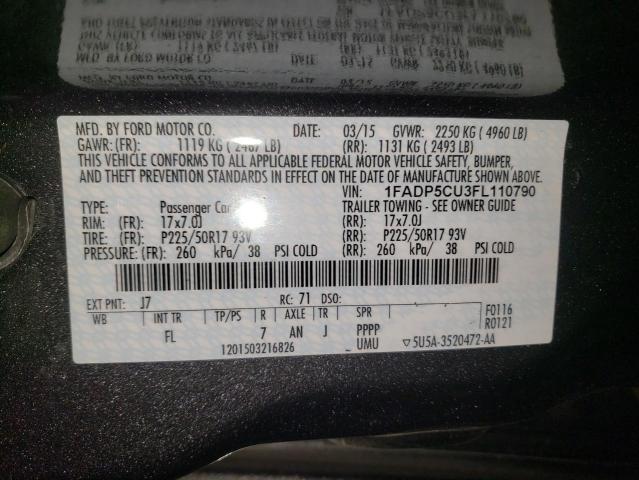 MFD. BY FORD MOTOR CO. DATE: 03/15 GVWR: 2250 KG ( 4960 LB)
GAWR: (FR): 1119 KG ( 2467 LB) (RR): 1131 KG ( 2493 LB)
THIS VEHICLE CONFORMS TO ALL APPLICABLE FEDERAL MOTOR VEHICLE SAFETY, BUMPER,
AND THEFT PREVENTION STANDARDS IN EFFECT ON THE DATE OF MANUFACTURE SHOWN ABOVE.
VIN: 1FADP5CU3FL110790
TYPE: Passenger Car TRAILER TOWING - SEE OWNER GUIDE
RIM: (FR): 17x7.0J (RR): 17x7.0J
TIRE: (FR): P225/50R17 93V (RR): P225/50R17 93V
PRESSURE: (FR): 260 kPa/ 38 PSI COLD (RR): 260 kPa/ 38 PSI COLD
EXT PNT: J7 RC: 71 DSO:
WB INT TR TP/PS R AXLE TR SPR F0116
FL 7 AN J PPPP R0121
1201503216826 UMU ▽5U5A-3520472-AA